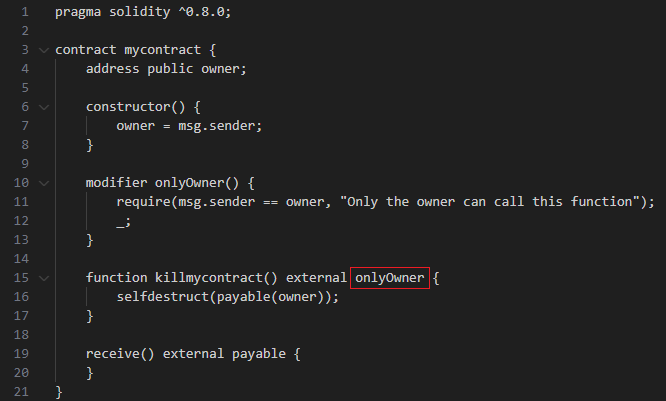 1 pragma solidity ^0.8.0;
2
3 contract mycontract {
4     address public owner;
5
6     constructor() {
7         owner = msg.sender;
8     }
9
10     modifier onlyOwner() {
11         require(msg.sender == owner, "Only the owner can call this function");
12         _;
13     }
14
15     function killmycontract() external onlyOwner {
16         selfdestruct(payable(owner));
17     }
18
19     receive() external payable {
20     }
21 }